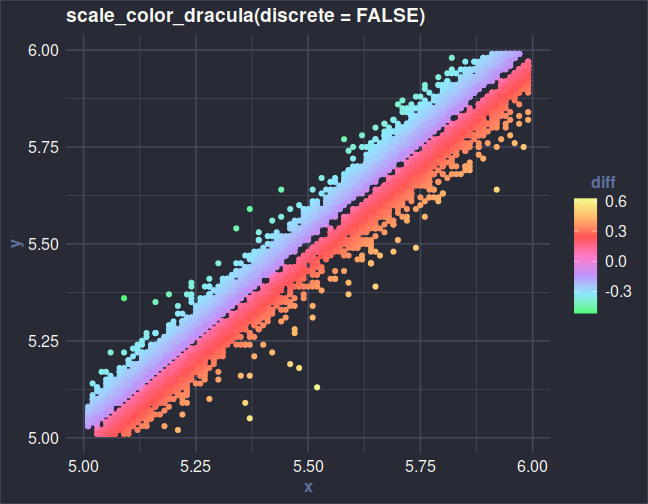 scale_color_dracula(discrete = FALSE)
6.00
5.75
5.50
5.25
5.00
y
5.00 5.25 5.50 5.75 6.00
x
diff
0.6
0.3
0.0
-0.3